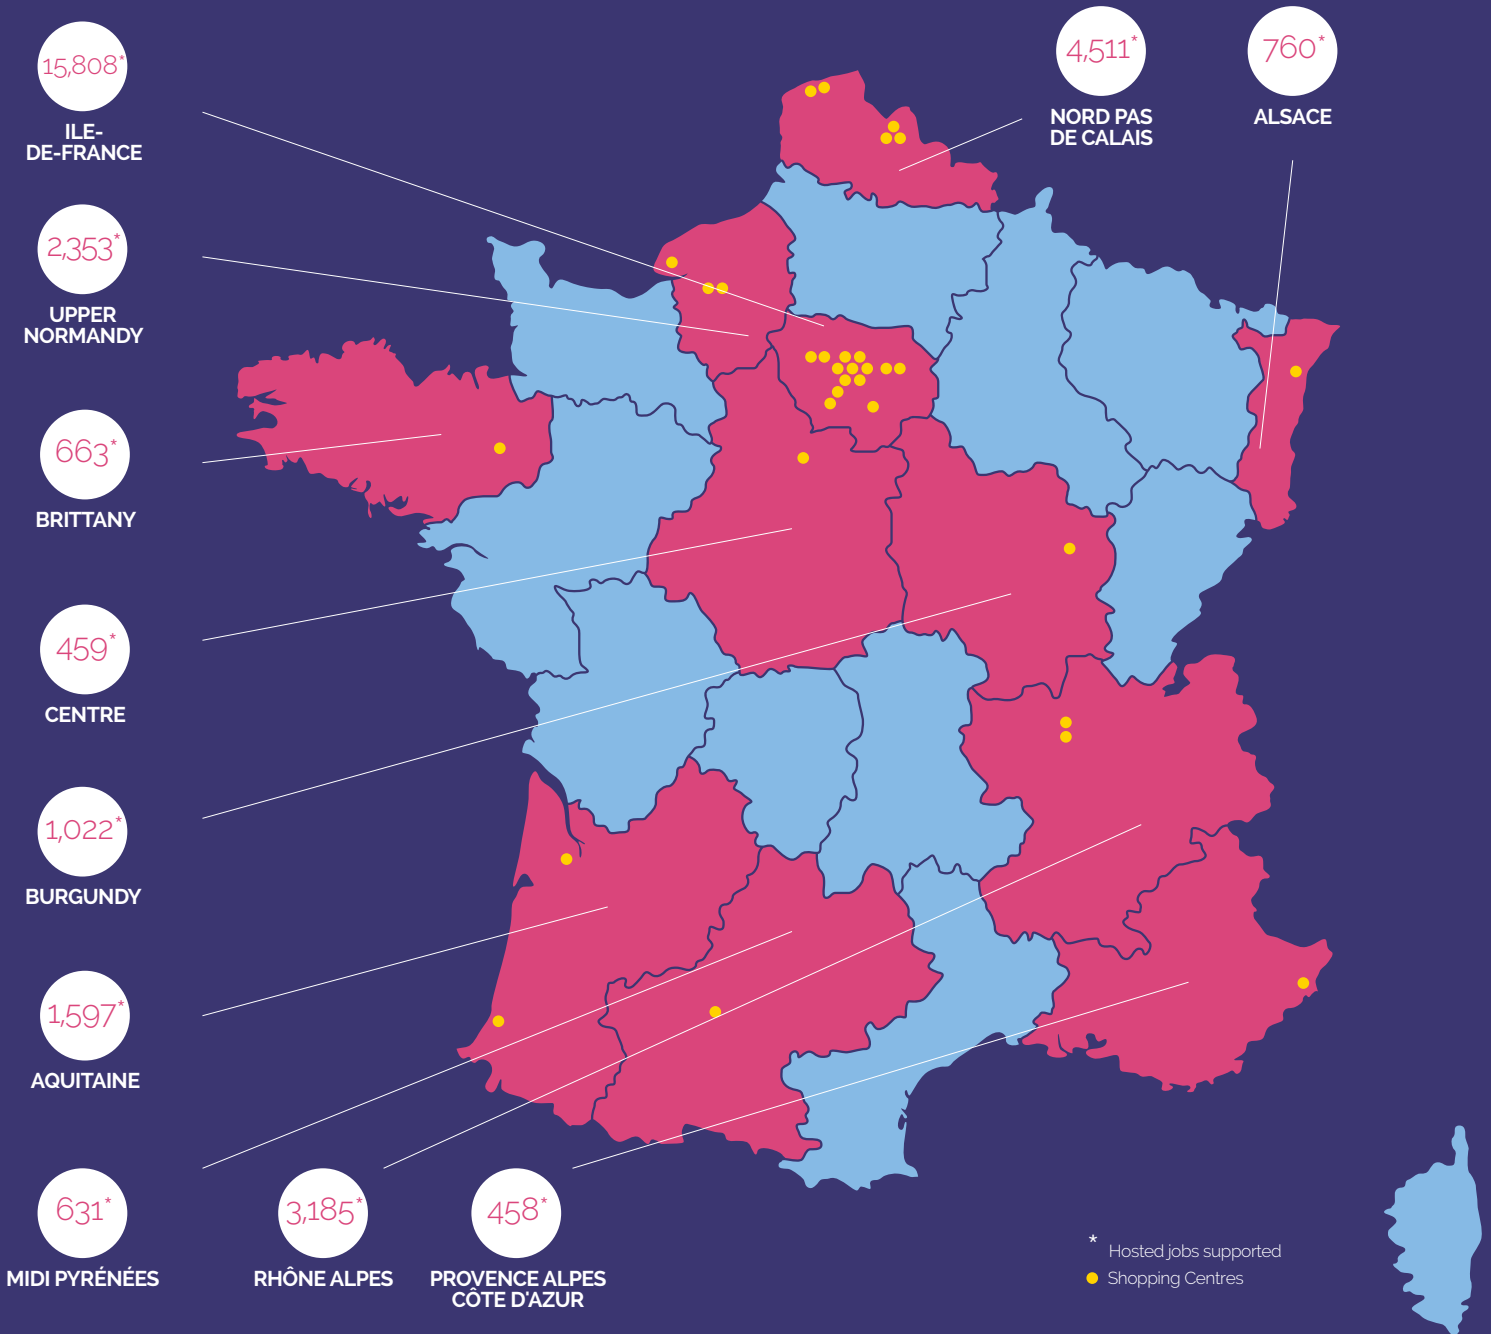 15,808*
ILE-
DE-FRANCE
2,353*
UPPER
NORMANDY
663*
BRITTANY
459*
CENTRE
1,022*
BURGUNDY
1,597*
AQUITAINE
631*
MIDI PYRÉNÉES
3,185*
RHÔNE ALPES
458*
PROVENCE ALPES
CÔTE D'AZUR
4,511*
NORD PAS
DE CALAIS
760*
ALSACE
* Hosted jobs supported
Shopping Centres